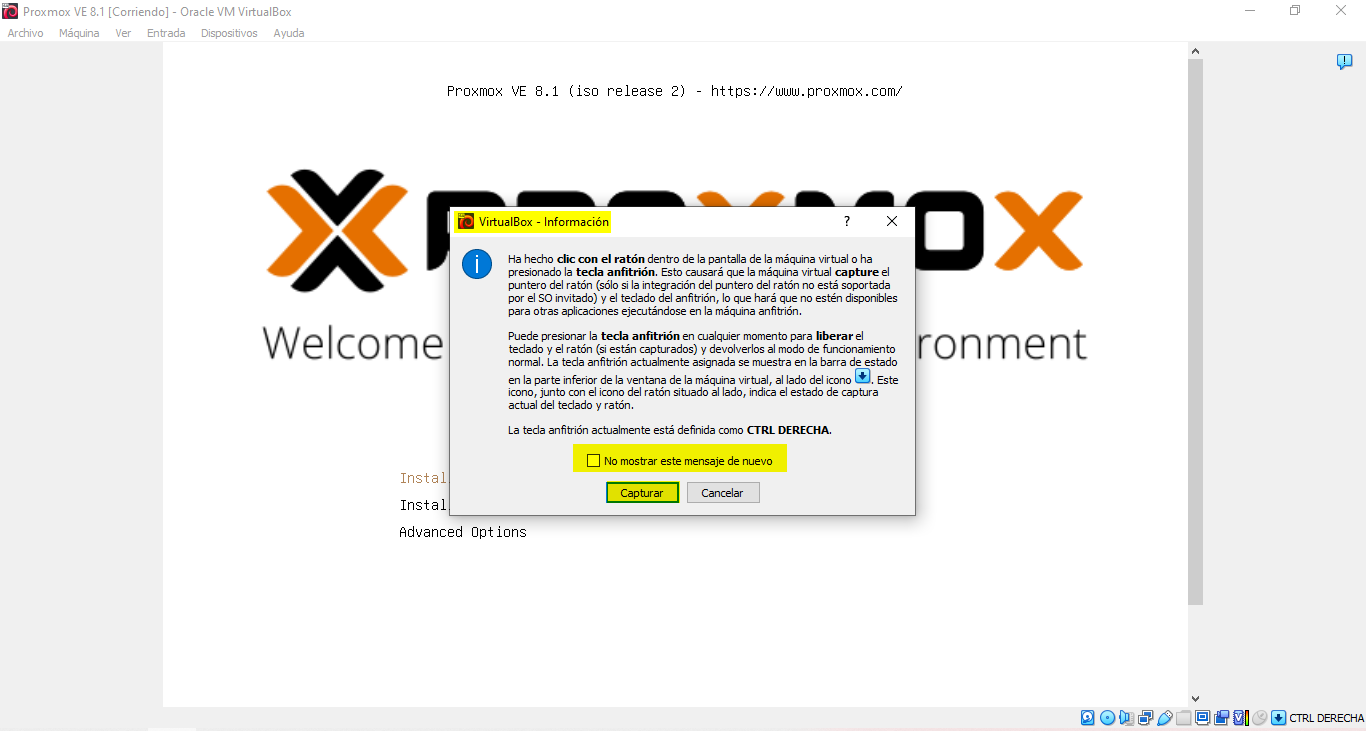 Proxmox VE 8.1 [Corriendo] - Oracle VM VirtualBox
Archivo Máquina Ver Entrada Dispositivos Ayuda
Proxmox VE 8.1 (iso release 2) - https://www.proxmox.com/
PROXMOX
VirtualBox - Información
?
Ha hecho clic con el ratón dentro de la pantalla de la máquina virtual o ha
presionado la tecla anfitrión. Esto causará que la máquina virtual capture el
puntero del ratón (sólo si la integración del puntero del ratón no está soportada
por el SO invitado) y el teclado del anfitrión, lo que hará que no estén disponibles
para otras aplicaciones ejecutándose en la máquina anfitrión.
Welcome ronment
Puede presionar la tecla anfitrión en cualquier momento para liberar el
teclado y el ratón (si están capturados) y devolverlos al modo de funcionamiento
normal. La tecla anfitrión actualmente asignada se muestra en la barra de estado
en la parte inferior de la ventana de la máquina virtual, al lado del icono . Este
icono, junto con el icono del ratón situado al lado, indica el estado de captura
actual del teclado y ratón.
La tecla anfitrión actualmente está definida como CTRL DERECHA.
No mostrar este mensaje de nuevo
Capturar Cancelar
Instal
Instal
Advanced Options
CTRL DERECHA